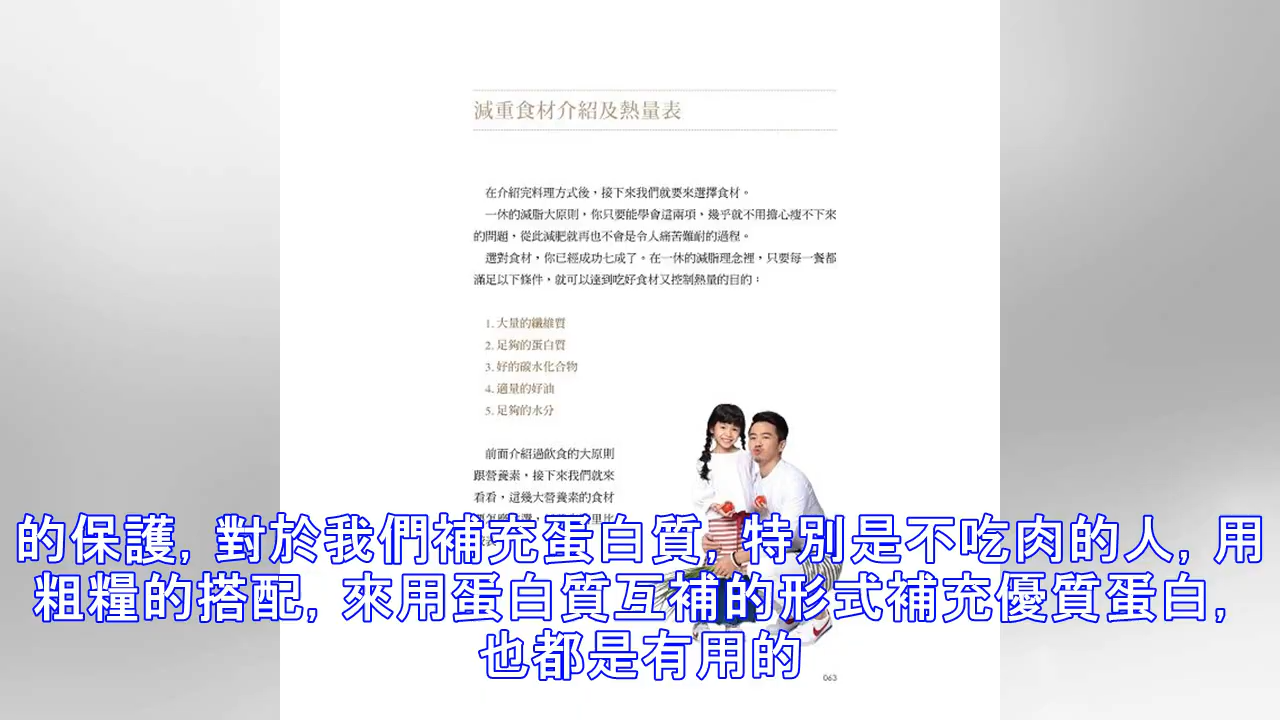 減重食材介紹及熱量表
在介紹完料理方式後，接下來我們就要來選擇食材。
一休的減脂大原則，你只要能學會這兩項，幾乎就不用擔心瘦不下來
的問題，從此減肥就再也不會是令人痛苦難耐的過程。
選對食材，你已經成功七成了。在一休的減脂理念裡，只要每一餐都
滿足以下條件，就可以達到吃好食材又控制熱量的目的：
1. 大量的纖維質
2. 足夠的蛋白質
3. 好的碳水化合物
4. 適量的好油
5. 足夠的水分
前面介紹過飲食的大原則
跟營養素，接下來我們就來
看看，這幾大營養素的食材
的保護, 對於我們補充蛋白質, 特別是不吃肉的人, 用
粗糧的搭配, 來用蛋白質互補的形式補充優質蛋白,
也都是有用的
063